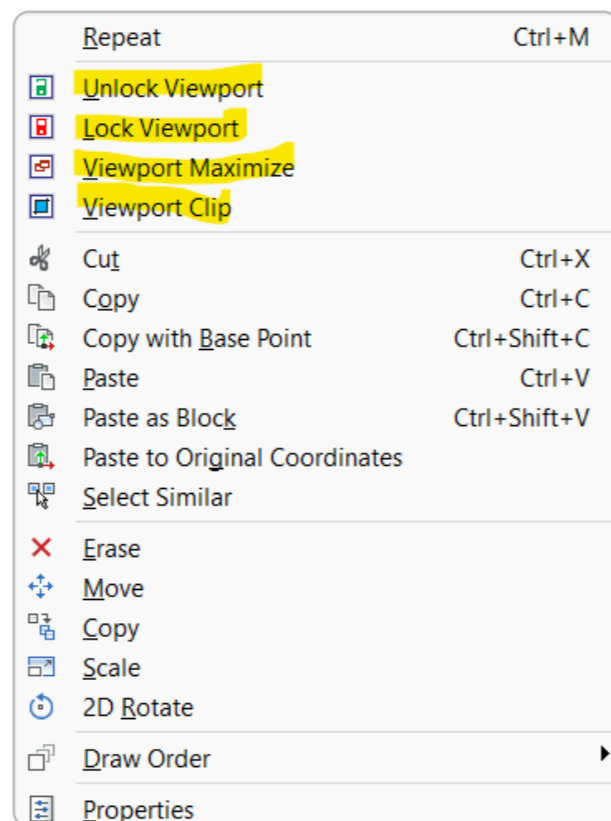 Repeat Ctrl+M
Unlock Viewport
Lock Viewport
Viewport Maximize
Viewport Clip
Cut Ctrl+X
Copy Ctrl+C
Copy with Base Point Ctrl+Shift+C
Paste Ctrl+V
Paste as Block Ctrl+Shift+V
Paste to Original Coordinates
Select Similar
Erase
Move
Copy
Scale
2D Rotate
Draw Order
Properties